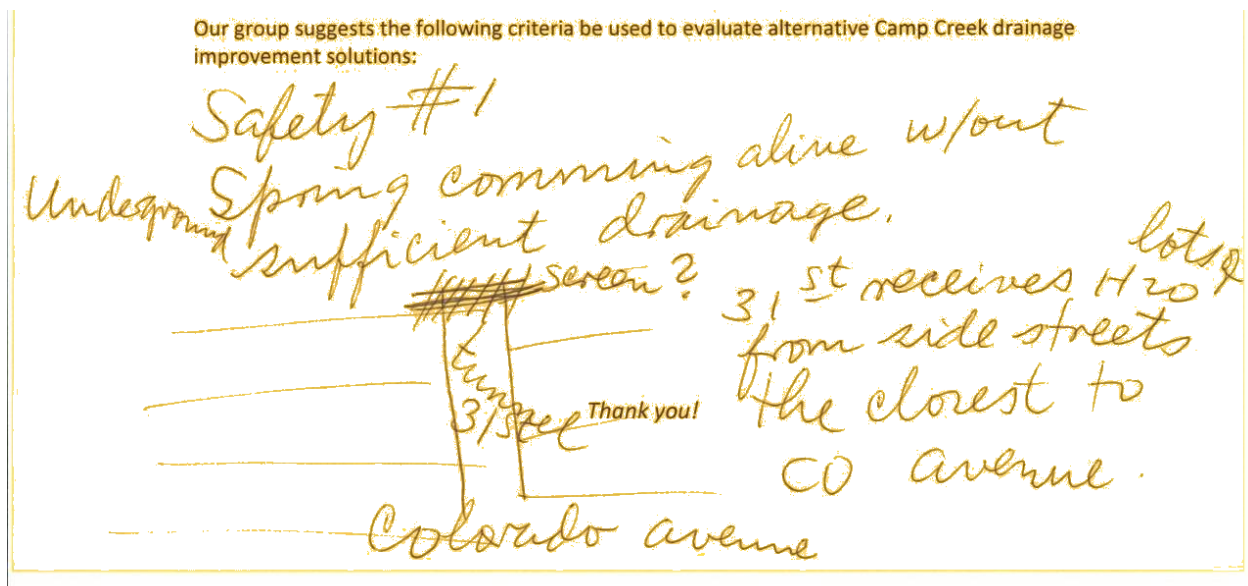 Our group suggests the following criteria be used to evaluate alternative Camp Creek drainage
improvement solutions:
Safety #1
Underground Spring comming alive w/out
sufficient drainage.
screen?
tunnel
31st
Thank you!
31st receives lots of H2O
from side streets
the closest to
CO avenue.
Colorado avenue